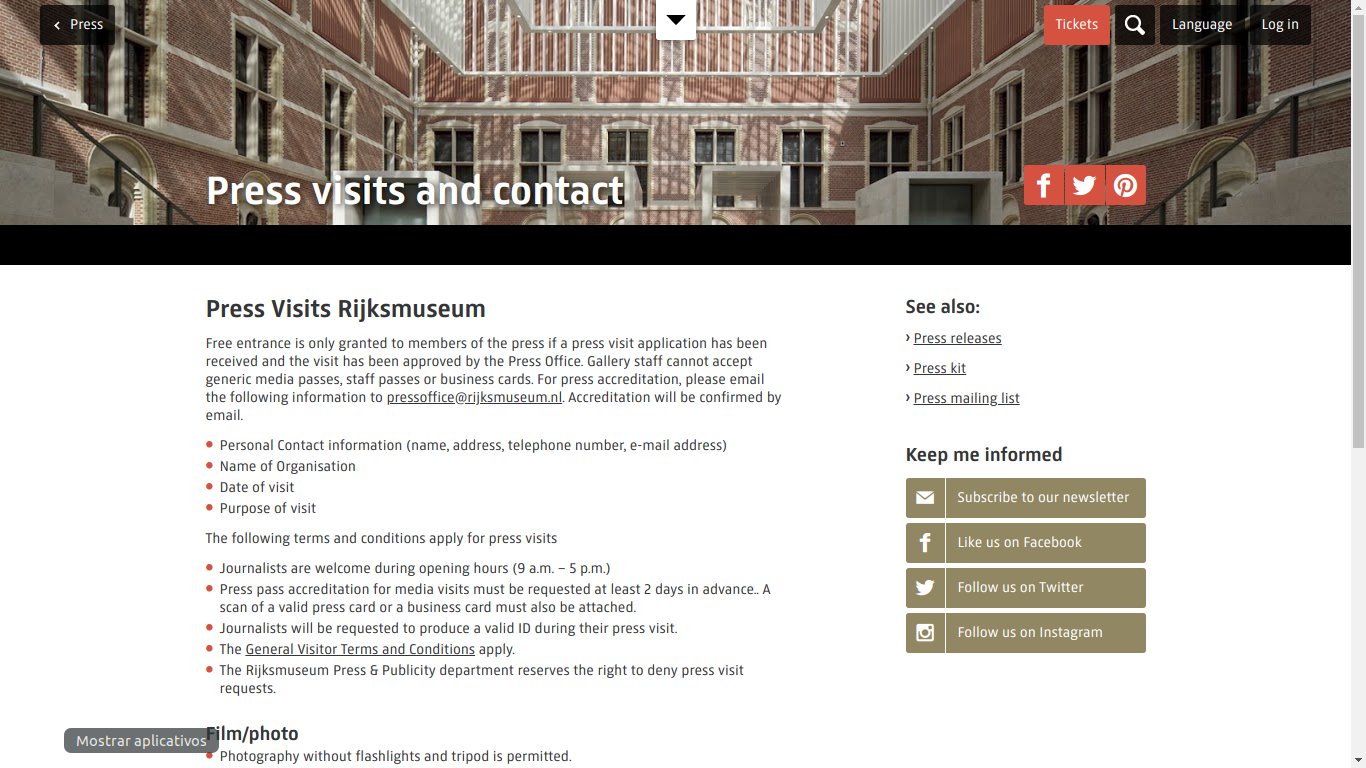 Press
Tickets
Language
Log in
Press visits and contact
Press Visits Rijksmuseum
Free entrance is only granted to members of the press if a press visit application has been
received and the visit has been approved by the Press Office. Gallery staff cannot accept
generic media passes, staff passes or business cards. For press accreditation, please email
the following information to pressoffice@rijksmuseum.nl. Accreditation will be confirmed by
email.
Personal Contact information (name, address, telephone number, e-mail address)
Name of Organisation
Date of visit
Purpose of visit
The following terms and conditions apply for press visits
Journalists are welcome during opening hours (9 a.m. – 5 p.m.)
Press pass accreditation for media visits must be requested at least 2 days in advance.. A
scan of a valid press card or a business card must also be attached.
Journalists will be requested to produce a valid ID during their press visit.
The General Visitor Terms and Conditions apply.
The Rijksmuseum Press & Publicity department reserves the right to deny press visit
requests.
Film/photo
Photography without flashlights and tripod is permitted.
See also:
Press releases
Press kit
Press mailing list
Keep me informed
Subscribe to our newsletter
Like us on Facebook
Follow us on Twitter
Follow us on Instagram
Mostrar aplicativos